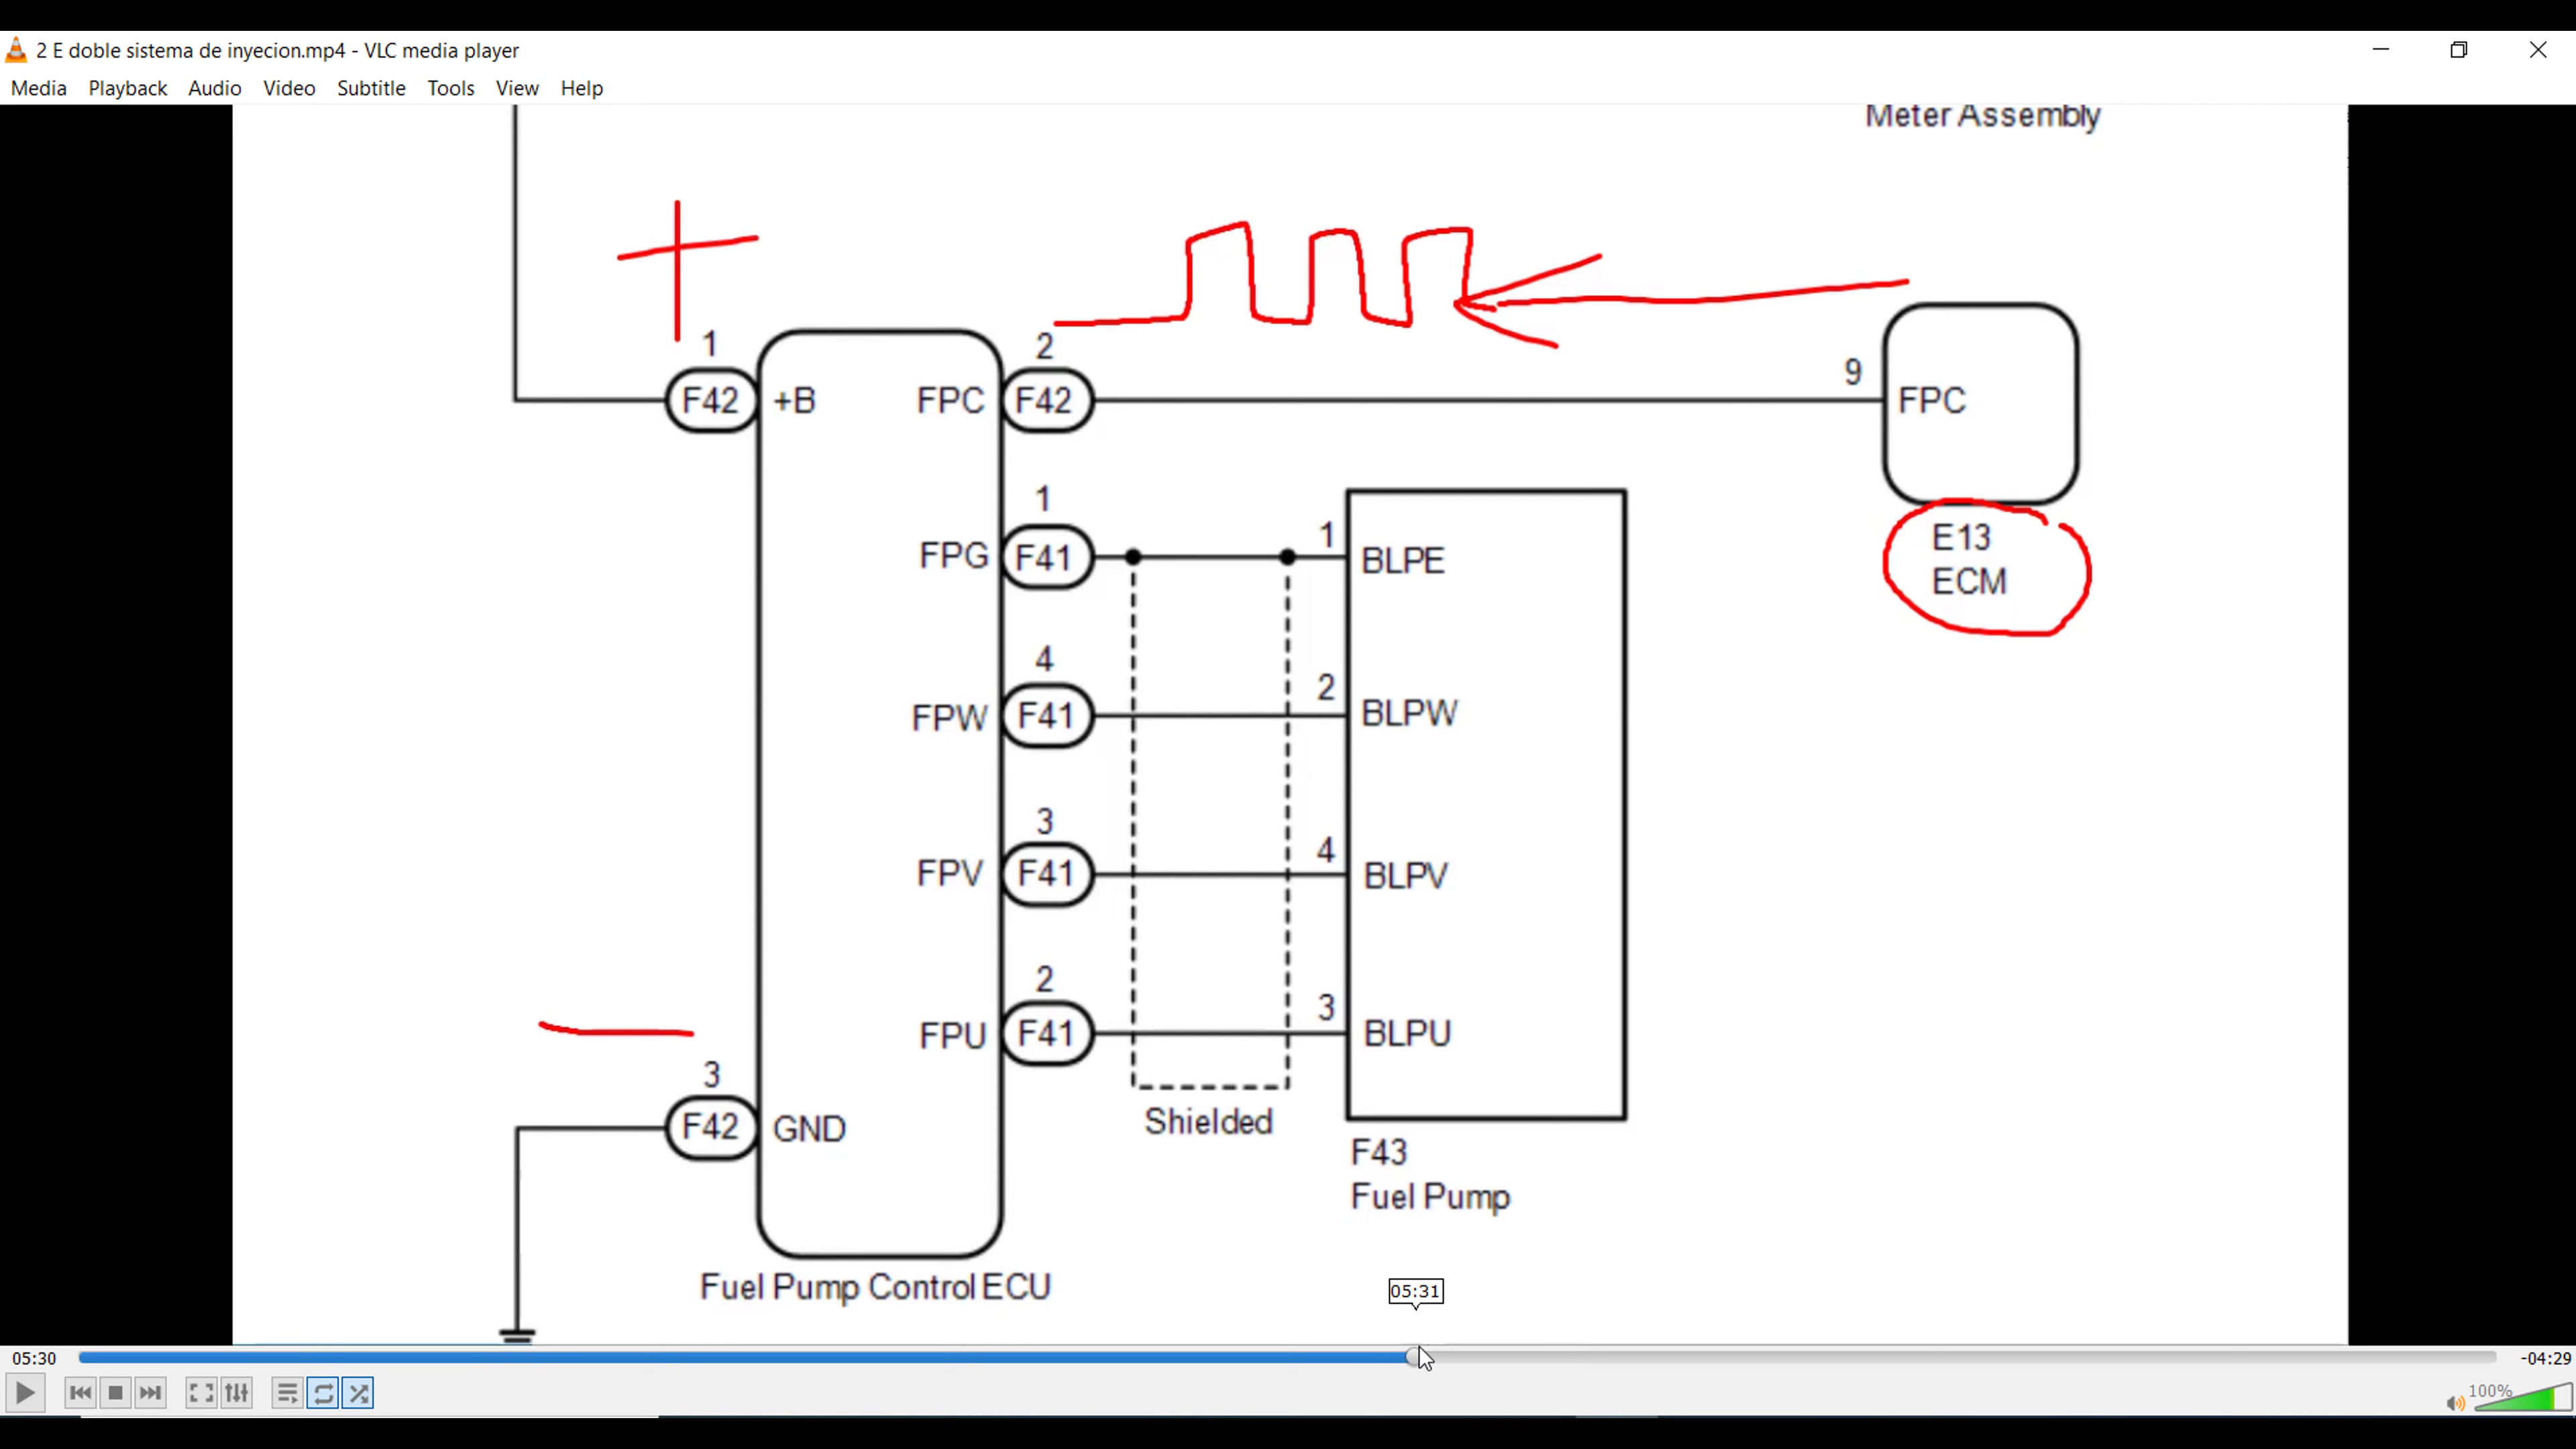 2 E doble sistema de inyecion.mp4 - VLC media player
Media Playback Audio Video Subtitle Tools View Help
Meter Assembly
1
2
F42 +B FPC F42
9
FPC
1
FPG F41
1
BLPE
E13
ECM
4
FPW F41
2
BLPW
3
FPV F41
4
BLPV
2
FPU F41
3
BLPU
3
F42 GND
Shielded
F43
Fuel Pump
Fuel Pump Control ECU
05:31
05:30
-04:29
100%